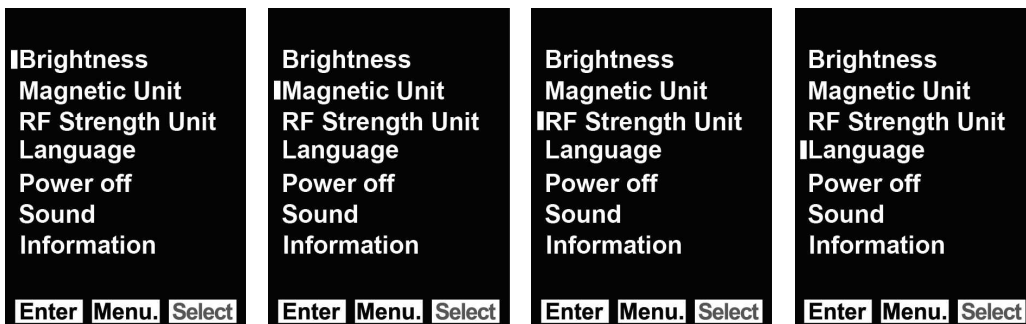 Brightness
Magnetic Unit
RF Strength Unit
Language
Power off
Sound
Information
Enter Menu. Select
Brightness
Magnetic Unit
RF Strength Unit
Language
Power off
Sound
Information
Enter Menu. Select
Brightness
Magnetic Unit
RF Strength Unit
Language
Power off
Sound
Information
Enter Menu. Select
Brightness
Magnetic Unit
RF Strength Unit
Language
Power off
Sound
Information
Enter Menu. Select